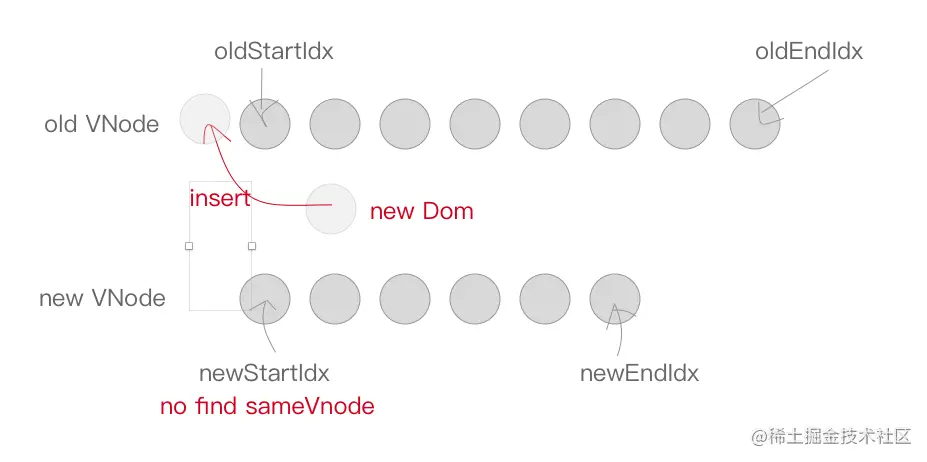 oldStartIdx
oldEndIdx
old VNode
insert
new Dom
new VNode
newStartIdx
newEndIdx
no find sameVnode
@稀土掘金技术社区